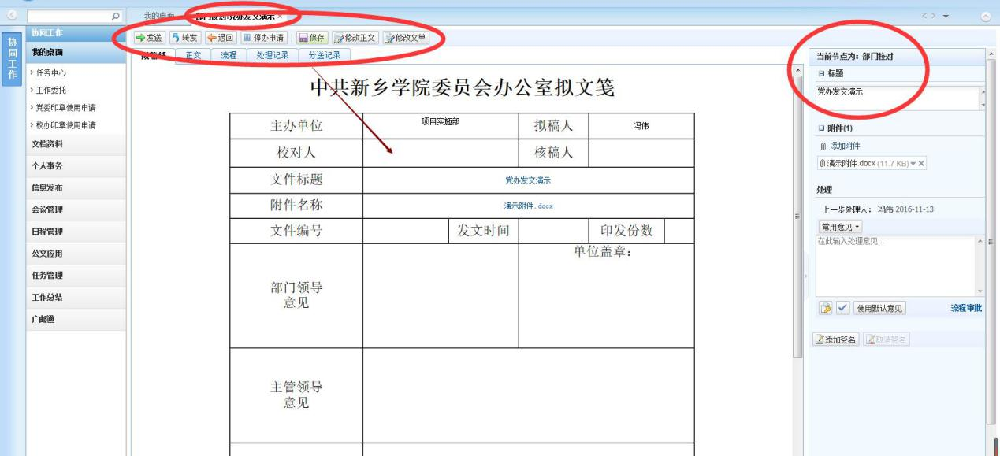 我的桌面 部门校对:党办发文演示 ×
协同工作
协同工作
我的桌面
任务中心
工作委托
党委印章使用申请
校办印章使用申请
文档资料
个人事务
信息发布
会议管理
日程管理
公文应用
任务管理
工作总结
广邮通
发送 转发 退回 停办申请 保存 修改正文 修改文单
拟稿纸 正文 流程 处理记录 分送记录
中共新乡学院委员会办公室拟文笺
主办单位 项目实施部 拟稿人 冯伟
校对人 核稿人
文件标题 党办发文演示
附件名称 演示附件.docx
文件编号 发文时间 印发份数
部门领导
意见
单位盖章：
主管领导
意见
当前节点为：部门校对
标题
党办发文演示
附件(1)
添加附件
演示附件.docx (11.7 KB)
处理
上一步处理人： 冯伟 2016-11-13
常用意见
在此输入处理意见...
使用默认意见 流程审批
添加签名 取消签名